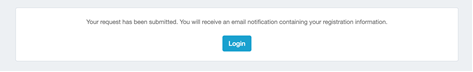 Your request has been submitted. You will receive an email notification containing your registration information.
Login